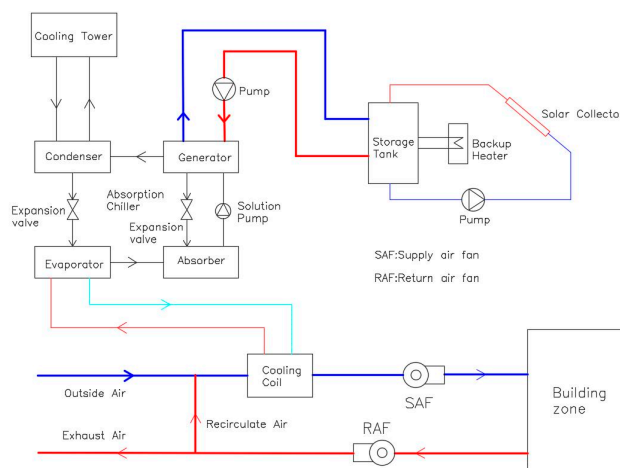 Cooling Tower
Pump
Solar Collecto
Storage
Tank
Backup
Heater
Condenser
Generator
Absorption
Chiller
Expansion
valve
Expansion
valve
Solution
Pump
Pump
Evaporator
Absorber
SAF:Supply air fan
RAF:Return air fan
Cooling
Coil
Outside Air
SAF
Building
zone
Recirculate Air
RAF
Exhaust Air